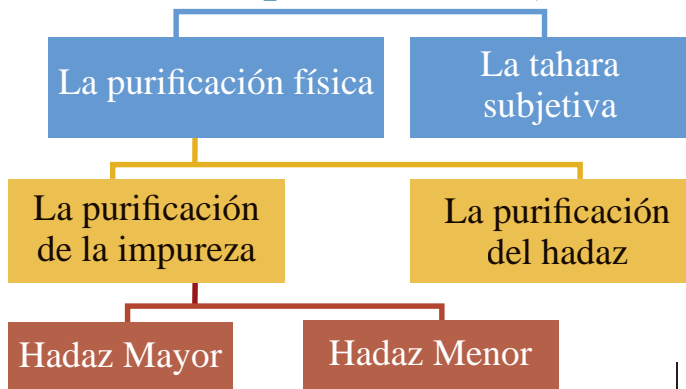 La purificación física
La tahara
subjetiva
La purificación
de la impureza
La purificación
del hadaz
Hadaz Mayor
Hadaz Menor